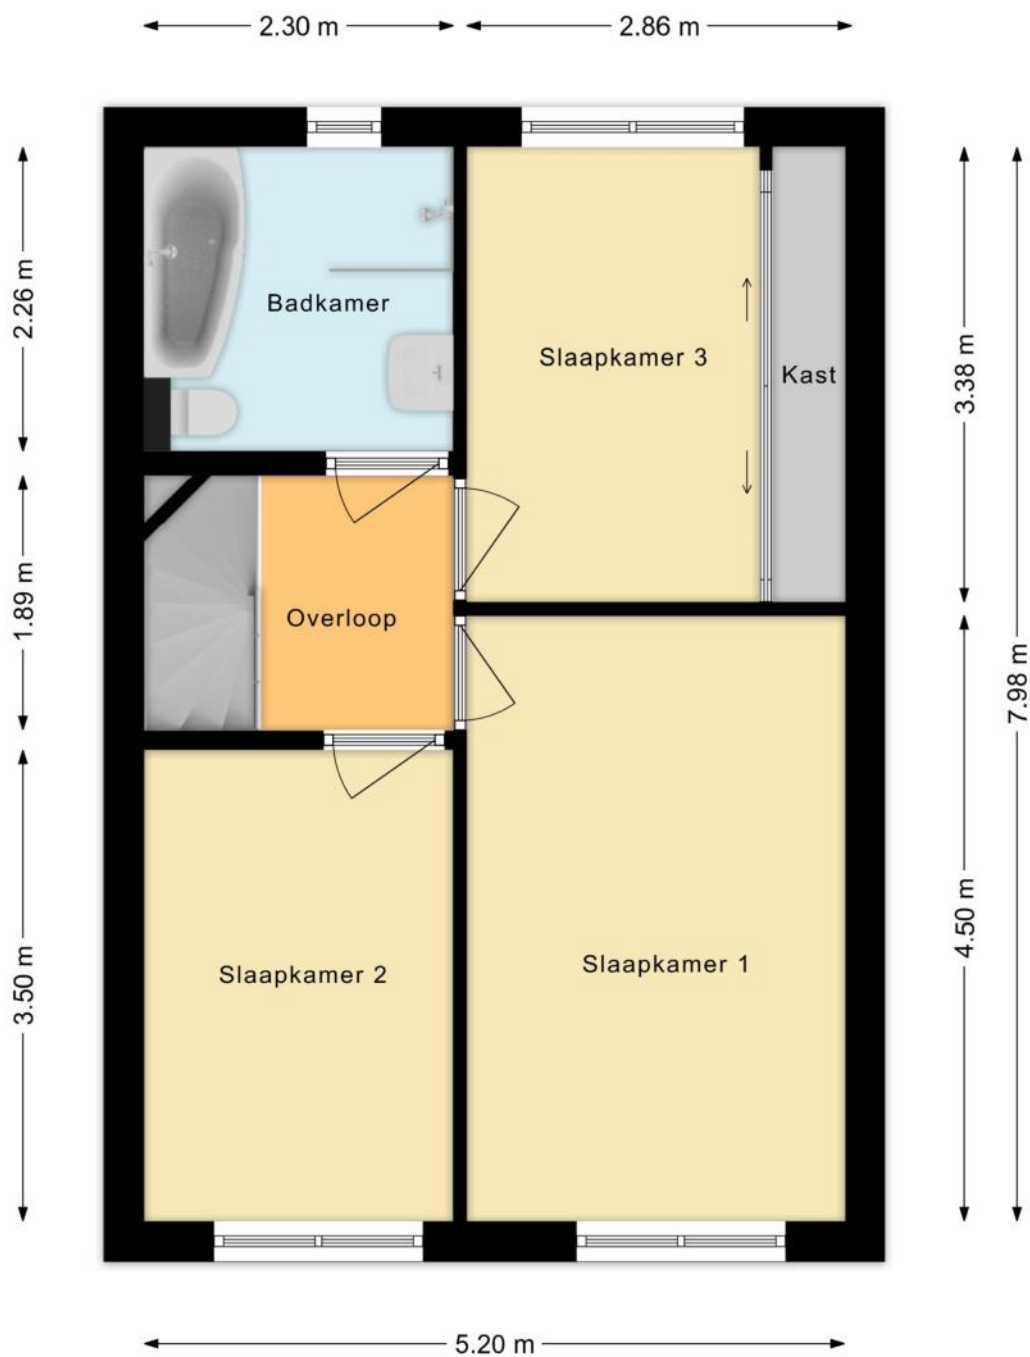 2.30 m
2.86 m
2.26 m
Badkamer
Slaapkamer 3
Kast
3.38 m
1.89 m
Overloop
7.98 m
3.50 m
Slaapkamer 2
Slaapkamer 1
4.50 m
5.20 m